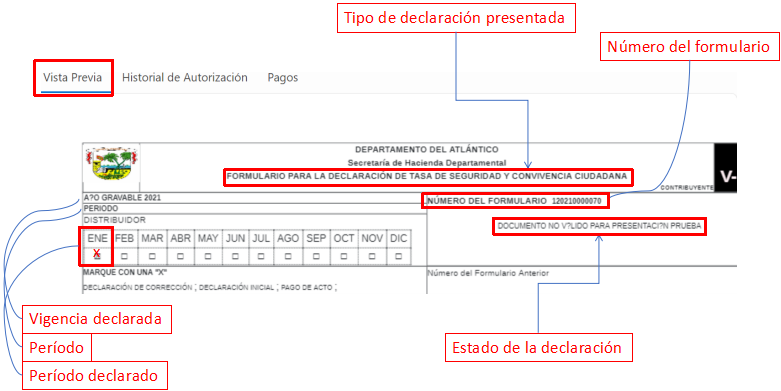 Tipo de declaración presentada
Número del formulario
Vista Previa Historial de Autorización Pagos
DEPARTAMENTO DEL ATLÁNTICO
Secretaría de Hacienda Departamental
FORMULARIO PARA LA DECLARACIÓN DE TASA DE SEGURIDAD Y CONVIVENCIA CIUDADANA
V-
CONTRIBUYENTE
A?O GRAVABLE 2021
NÚMERO DEL FORMULARIO 120210000070
PERIODO
DISTRIBUIDOR
DOCUMENTO NO V?LIDO PARA PRESENTACI?N PRUEBA
ENE FEB MAR ABR MAY JUN JUL AGO SEP OCT NOV DIC
X
MARQUE CON UNA "X"
Número del Formulario Anterior
DECLARACIÓN DE CORRECCIÓN ; DECLARACIÓN INICIAL ; PAGO DE ACTO ;
Vigencia declarada
Período
Estado de la declaración
Período declarado